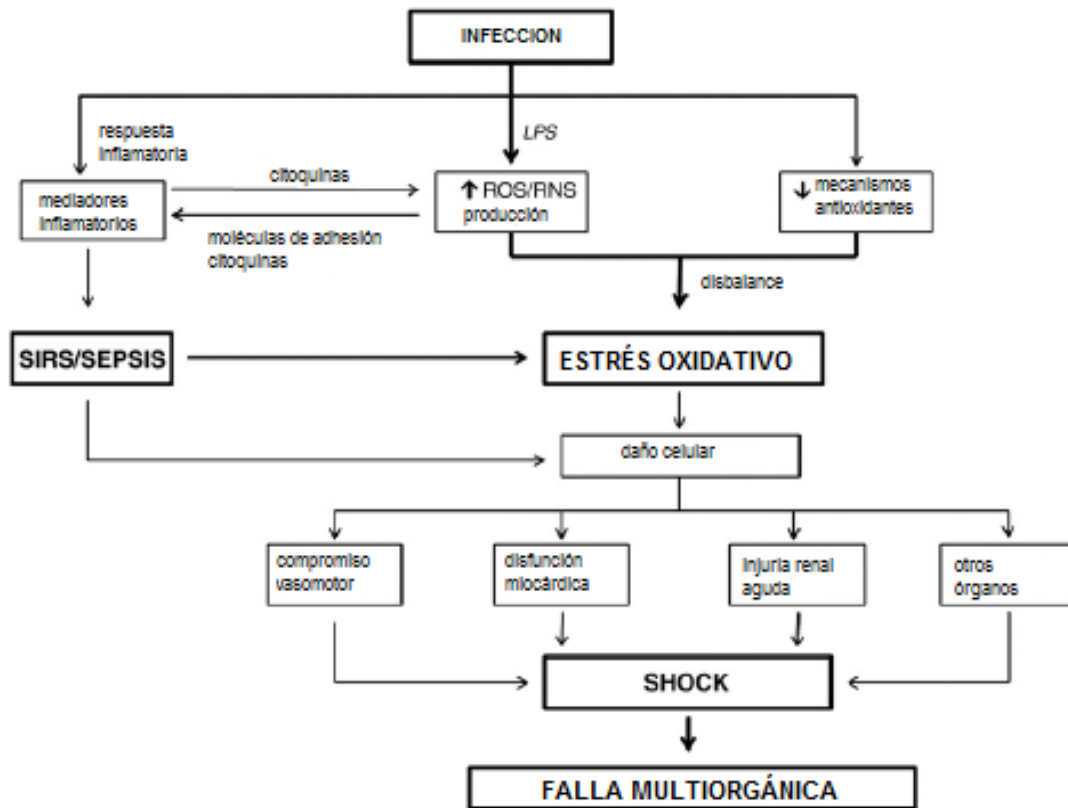 INFECCION
respuesta
inflamatoria
LPS
citoquinas
mediadores
inflamatorios
↑ ROS/RNS
producción
↓ mecanismos
antioxidantes
moléculas de adhesión
citoquinas
disbalance
SIRS/SEPSIS
ESTRÉS OXIDATIVO
daño celular
compromiso
vasomotor
disfunción
miocárdica
injuria renal
aguda
otros
órganos
SHOCK
FALLA MULTIORGÁNICA